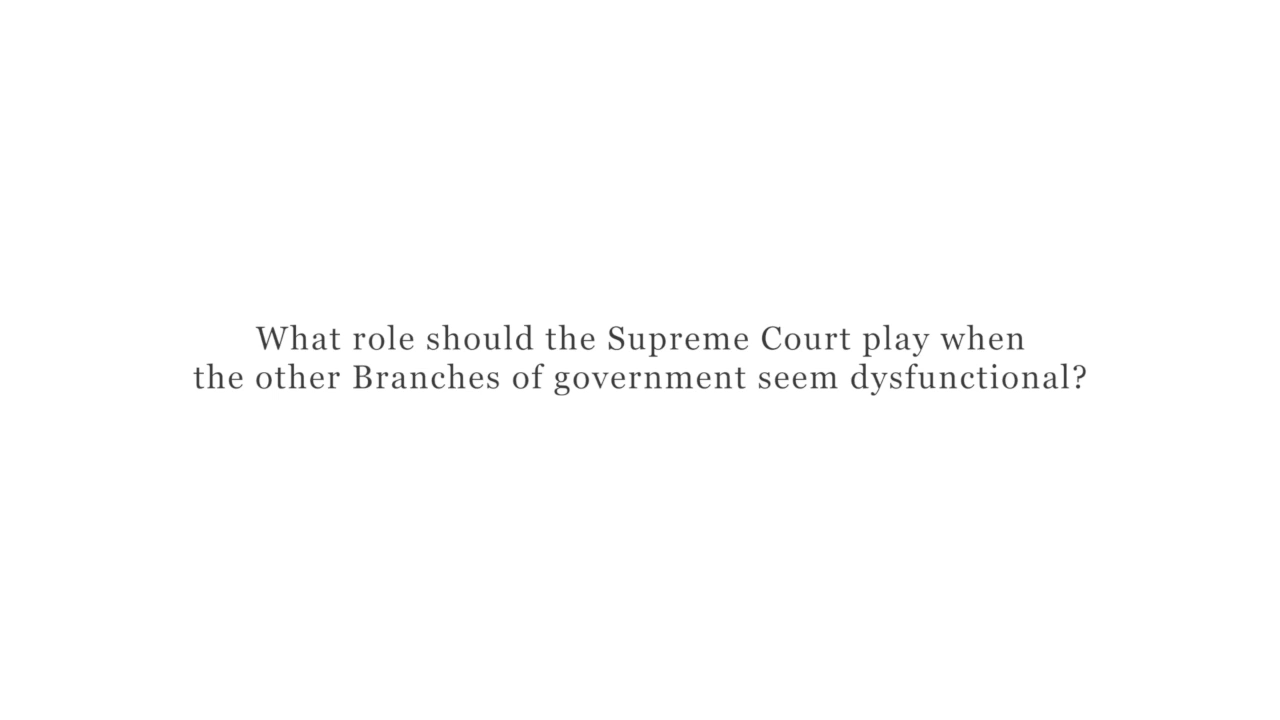 What role should the Supreme Court play when
the other Branches of government seem dysfunctional?